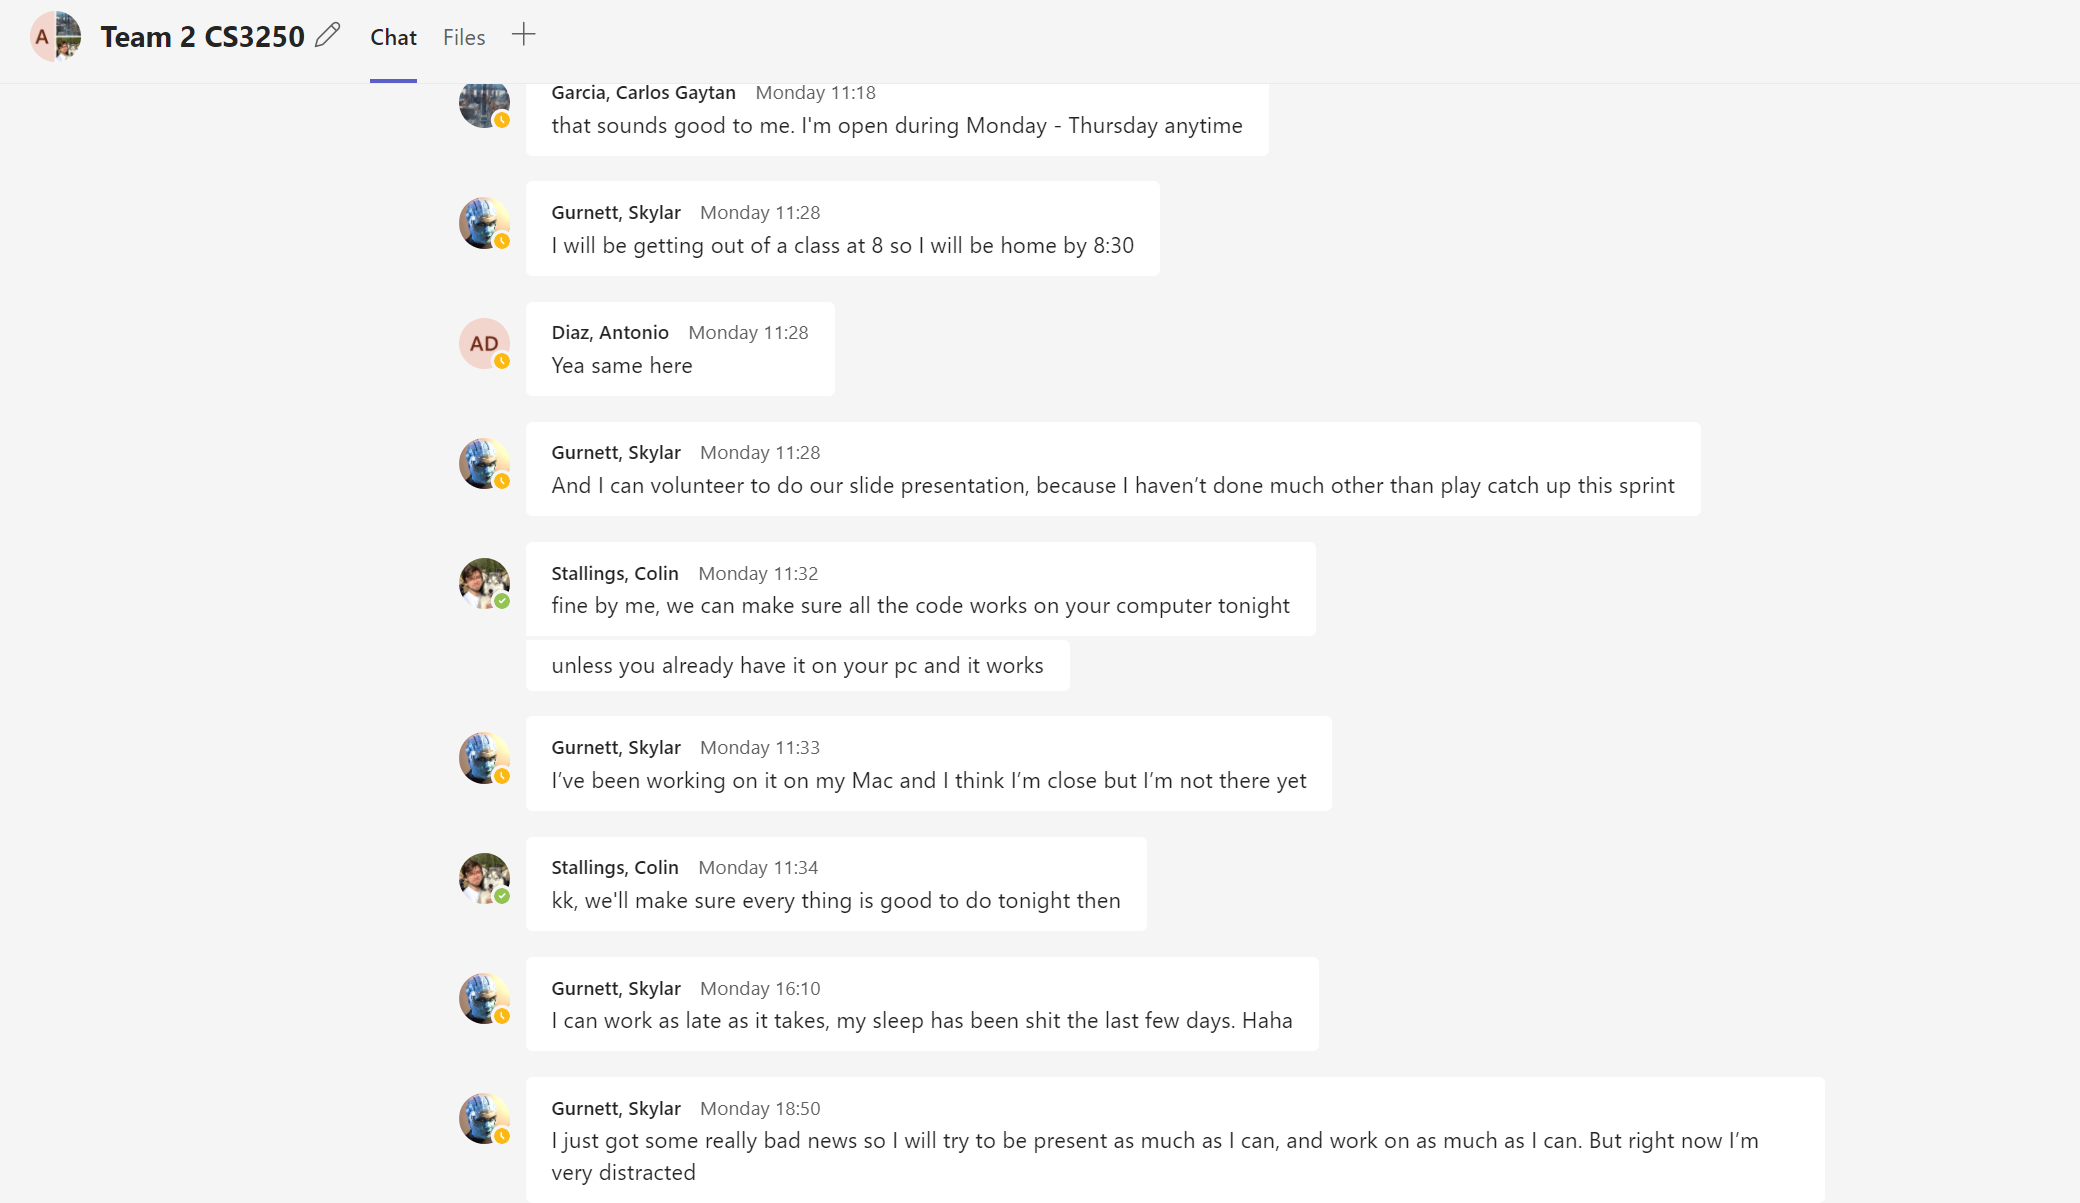 A
Team 2 CS3250
Chat
Files
Garcia, Carlos Gaytan Monday 11:18
that sounds good to me. I'm open during Monday - Thursday anytime
Gurnett, Skylar Monday 11:28
I will be getting out of a class at 8 so I will be home by 8:30
AD
Diaz, Antonio Monday 11:28
Yea same here
Gurnett, Skylar Monday 11:28
And I can volunteer to do our slide presentation, because I haven’t done much other than play catch up this sprint
Stallings, Colin Monday 11:32
fine by me, we can make sure all the code works on your computer tonight
unless you already have it on your pc and it works
Gurnett, Skylar Monday 11:33
I’ve been working on it on my Mac and I think I’m close but I’m not there yet
Stallings, Colin Monday 11:34
kk, we'll make sure every thing is good to do tonight then
Gurnett, Skylar Monday 16:10
I can work as late as it takes, my sleep has been shit the last few days. Haha
Gurnett, Skylar Monday 18:50
I just got some really bad news so I will try to be present as much as I can, and work on as much as I can. But right now I’m
very distracted